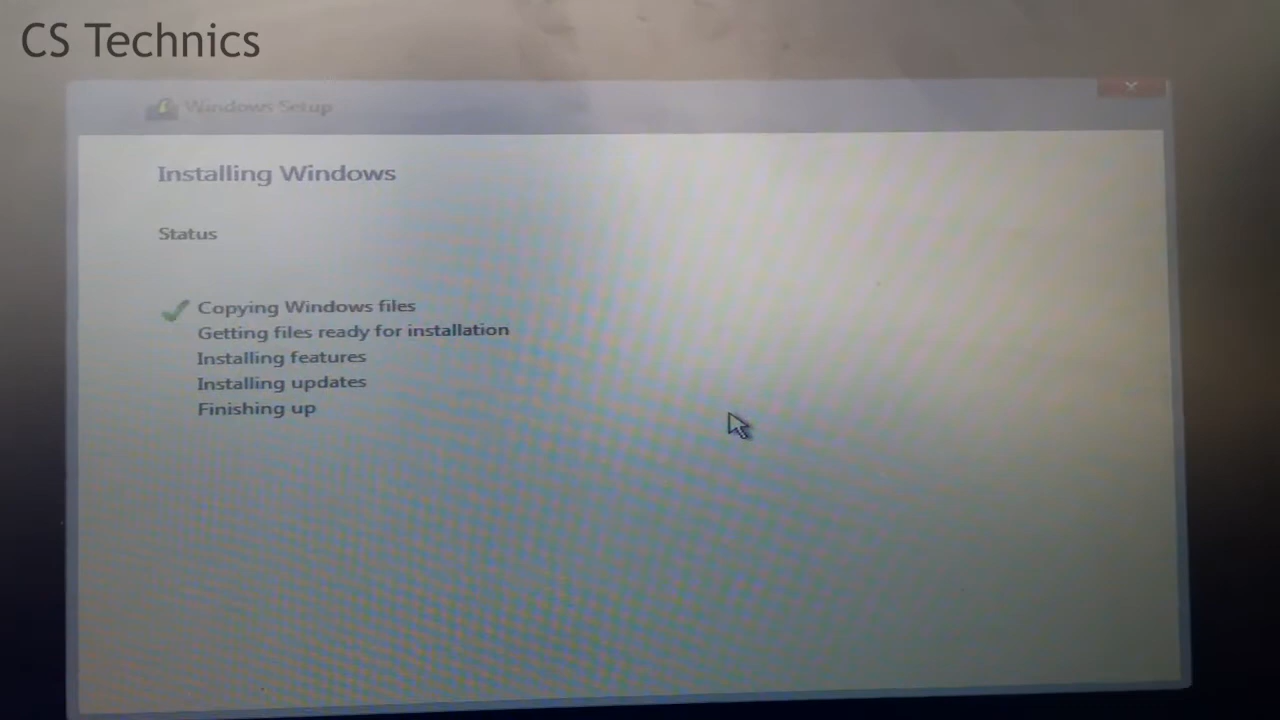 CS Technics
Windows Setup
Installing Windows
Status
Copying Windows files
Getting files ready for installation
Installing features
Installing updates
Finishing up